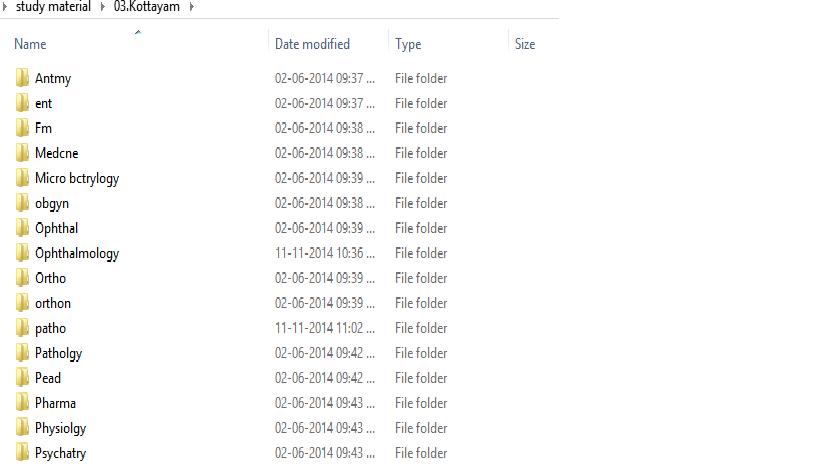 study material 03.Kottayam
Name Date modified Type Size
Antmy 02-06-2014 09:37 ... File folder
ent 02-06-2014 09:37 ... File folder
Fm 02-06-2014 09:38 ... File folder
Medcne 02-06-2014 09:38 ... File folder
Micro bctrylogy 02-06-2014 09:39 ... File folder
obgyn 02-06-2014 09:38 ... File folder
Ophthal 02-06-2014 09:39 ... File folder
Ophthalmology 11-11-2014 10:36 ... File folder
Ortho 02-06-2014 09:39 ... File folder
orthon 02-06-2014 09:39 ... File folder
patho 11-11-2014 11:02 ... File folder
Patholgy 02-06-2014 09:42 ... File folder
Pead 02-06-2014 09:42 ... File folder
Pharma 02-06-2014 09:43 ... File folder
Physiolgy 02-06-2014 09:43 ... File folder
Psychatry 02-06-2014 09:43 ... File folder